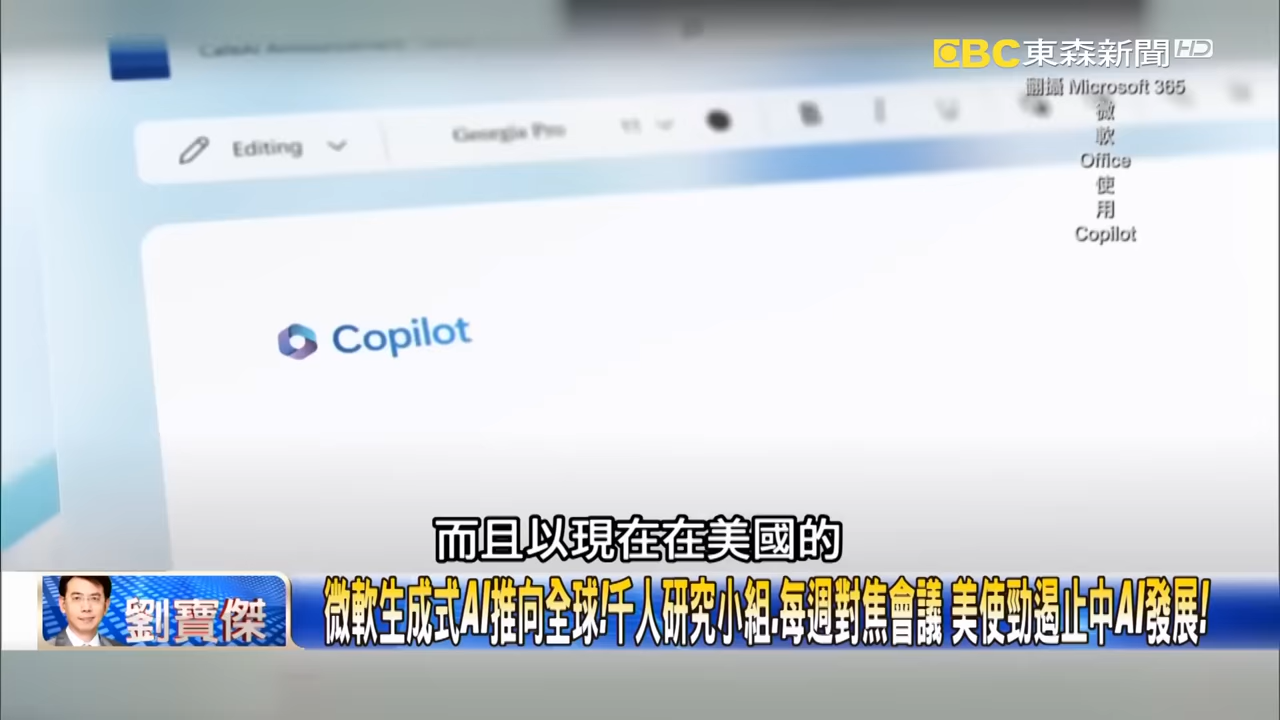 EBC東森新聞HD
翻攝 Microsoft 365
微
軟
Office
使
用
Copilot
Editing
Georgia Pro
Copilot
而且以現在在美國的
劉寶傑
微軟生成式AI推向全球!千人研究小組.每週對焦會議 美使勁遏止中AI發展!